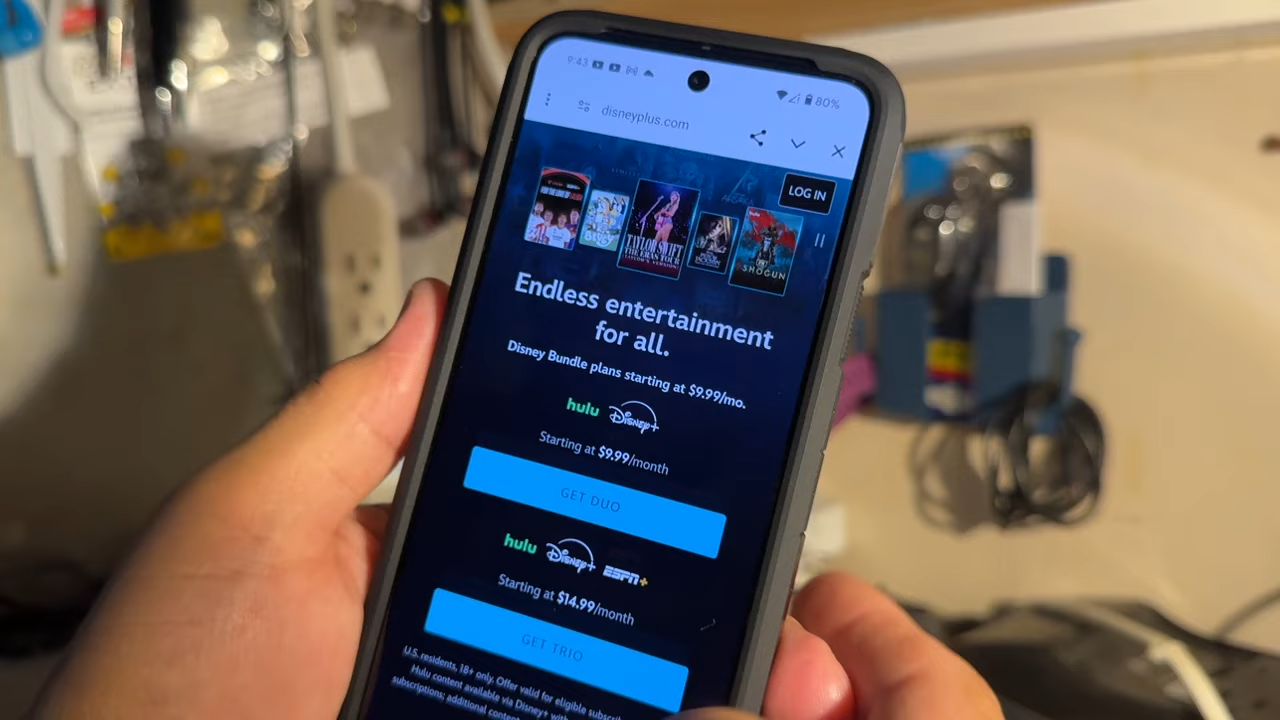 9:43
80%
disneyplus.com
LOG IN
TAYLOR SWIFT
THE ERAS TOUR
(TAYLOR'S VERSION)
SHOGUN
Endless entertainment
for all.
Disney Bundle plans starting at $9.99/mo.
hulu Disney+
Starting at $9.99/month
GET DUO
hulu Disney+ ESPN+
Starting at $14.99/month
GET TRIO
U.S. residents, 18+ only. Offer valid for eligible
Hulu content available via Disney+
subscriptions; additional